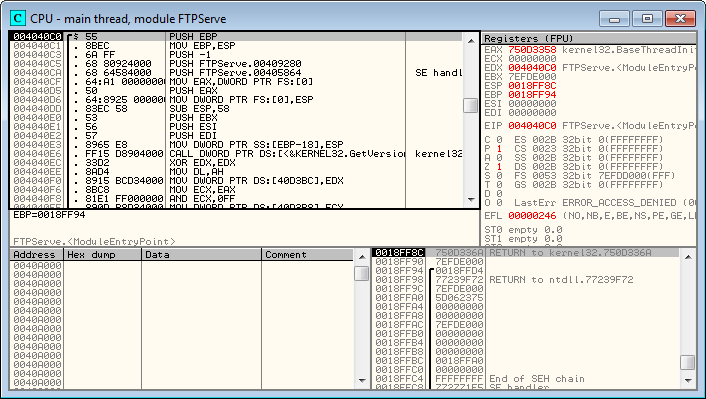 C CPU - main thread, module FTPServe
004040C0 $ 55 PUSH EBP
004040C1 . 8BEC MOV EBP,ESP
004040C3 . 6A FF PUSH -1
004040C5 . 68 80924000 PUSH FTPServe.00409280
004040CA . 68 64584000 PUSH FTPServe.00405864 SE handl
004040CF . 64:A1 00000000 MOV EAX,DWORD PTR FS:[0]
004040D5 . 50 PUSH EAX
004040D6 . 64:8925 000000 MOV DWORD PTR FS:[0],ESP
004040DD . 83EC 58 SUB ESP,58
004040E0 . 53 PUSH EBX
004040E1 . 56 PUSH ESI
004040E2 . 57 PUSH EDI
004040E3 . 8965 E8 MOV DWORD PTR SS:[EBP-18],ESP
004040E6 . FF15 D8904000 CALL DWORD PTR DS:[<&KERNEL32.GetVersion kernel32
004040EC . 33D2 XOR EDX,EDX
004040EE . 8AD4 MOV DL,AH
004040F0 . 8915 BCD34000 MOV DWORD PTR DS:[40D3BC],EDX
004040F6 . 8BC8 MOV ECX,EAX
004040F8 . 81E1 FF000000 AND ECX,0FF
EBP=0018FF94
FTPServe.<ModuleEntryPoint>
Registers (FPU)
EAX 750D3358 kernel32.BaseThreadInit
ECX 00000000
EDX 004040C0 FTPServe.<ModuleEntryPo
EBX 7EFDE000
ESP 0018FF8C
EBP 0018FF94
ESI 00000000
EDI 00000000
EIP 004040C0 FTPServe.<ModuleEntryPo
C 0 ES 002B 32bit 0(FFFFFFFF)
P 1 CS 0023 32bit 0(FFFFFFFF)
A 0 SS 002B 32bit 0(FFFFFFFF)
Z 1 DS 002B 32bit 0(FFFFFFFF)
S 0 FS 0053 32bit 7EFDD000(FFF)
T 0 GS 002B 32bit 0(FFFFFFFF)
D 0
O 0 LastErr ERROR_ACCESS_DENIED (00
EFL 00000246 (NO,NB,E,BE,NS,PE,GE,L
ST0 empty 0.0
ST1 empty 0.0
Address Hex dump Data Comment
0040A000
0040A000
0040A000
0040A000
0040A000
0040A000
0040A000
0040A000
0040A000
0040A000
0040A000
0040A000
0040A000
0040A000
0018FF8C 750D336A RETURN to kernel32.750D336A
0018FF90 7EFDE000
0018FF94 0018FFD4
0018FF98 77239F72 RETURN to ntdll.77239F72
0018FF9C 7EFDE000
0018FFA0 5D062375
0018FFA4 00000000
0018FFA8 00000000
0018FFAC 7EFDE000
0018FFB0 00000000
0018FFB4 00000000
0018FFB8 00000000
0018FFBC 0018FFA0
0018FFC0 00000000
0018FFC4 FFFFFFFF End of SEH chain